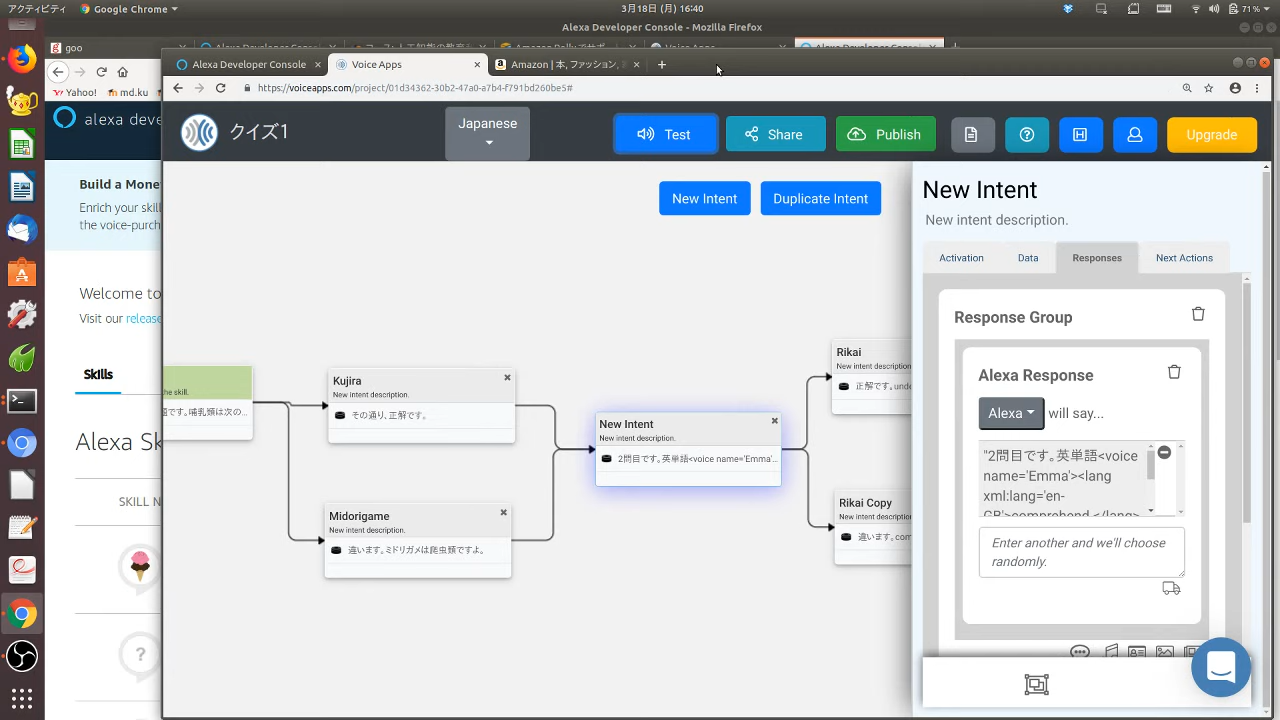 アクティビティ
Google Chrome
3月18日 (月) 16:40
71%
Alexa Developer Console - Mozilla Firefox
goo
Alexa Developer Console
Voice Apps
Amazon | 本, ファッション,
https://voiceapps.com/project/01d34362-30b2-47a0-a7b4-f791bd260be5#
Yahoo!
md.ku
alexa deve
クイズ1
Japanese
Test
Share
Publish
Upgrade
Build a Mone
Enrich your skil
the voice-purch
Welcome to
Visit our release
Skills
Alexa Sk
SKILL N
New Intent
Duplicate Intent
he skill.
題です。哺乳類は次の...
Kujira
New intent description.
その通り、正解です。
Midorigame
New intent description.
違います。ミドリガメは爬虫類ですよ。
New Intent
New intent description.
2問目です。英単語<voice name='Emma'...
Rikai
New intent description
正解です。unde
Rikai Copy
New intent description
違います。com
New Intent
New intent description.
Activation
Data
Responses
Next Actions
Response Group
Alexa Response
Alexa
will say...
"2問目です。英単語<voice
name='Emma'><lang
xml:lang='en-
GB'>comprehend </lang>
Enter another and we'll choose
randomly.